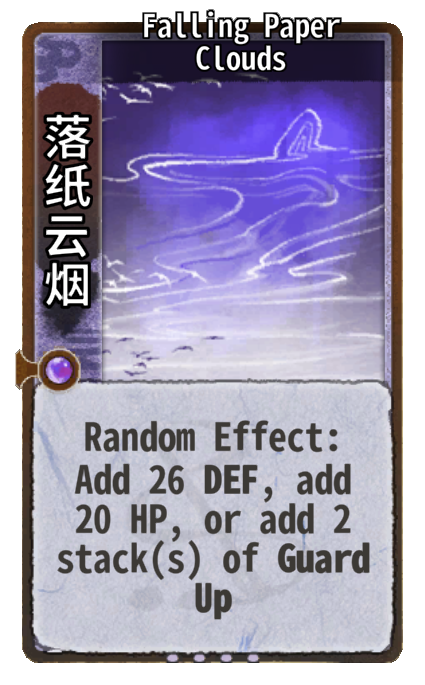 Falling Paper
Clouds
落纸云烟
Random Effect:
Add 26 DEF, add
20 HP, or add 2
stack(s) of Guard
Up